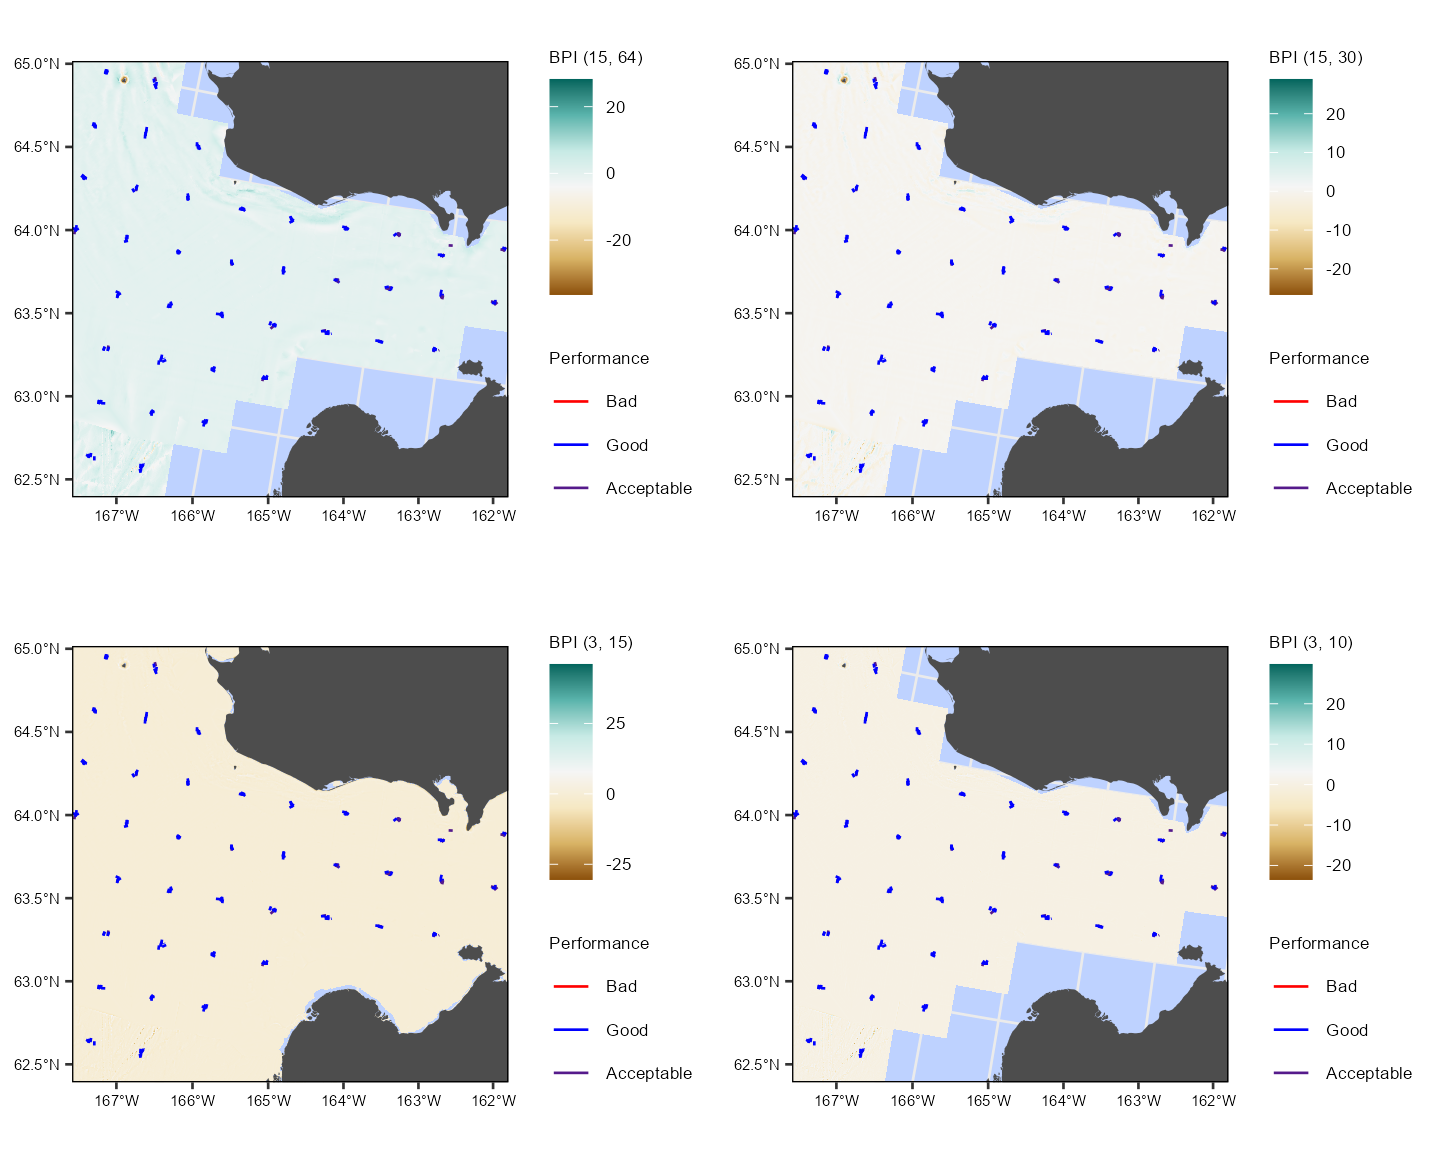 BPI (15, 64)
65.0°N
64.5°N
64.0°N
63.5°N
63.0°N
62.5°N
167°W
166°W
165°W
164°W
163°W
162°W
20
0
-20
Performance
Bad
Good
Acceptable
BPI (15, 30)
65.0°N
64.5°N
64.0°N
63.5°N
63.0°N
62.5°N
167°W
166°W
165°W
164°W
163°W
162°W
20
10
0
-10
-20
Performance
Bad
Good
Acceptable
BPI (3, 15)
65.0°N
64.5°N
64.0°N
63.5°N
63.0°N
62.5°N
167°W
166°W
165°W
164°W
163°W
162°W
25
0
-25
Performance
Bad
Good
Acceptable
BPI (3, 10)
65.0°N
64.5°N
64.0°N
63.5°N
63.0°N
62.5°N
167°W
166°W
165°W
164°W
163°W
162°W
20
10
0
-10
-20
Performance
Bad
Good
Acceptable